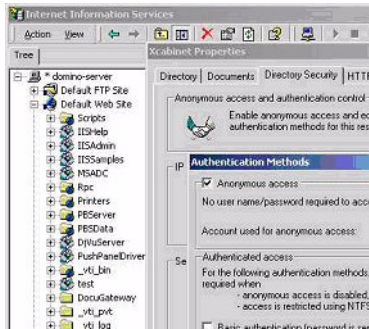 Internet Information Services
Action View
Tree
* domino-server
Default FTP Site
Default Web Site
Scripts
IISHelp
IISAdmin
IISSamples
MSADC
Rpc
Printers
PBServer
PBSData
DjVuServer
PushPanelDriver
_vti_bin
test
DocuGateway
_vti_pvt
_vti_log
Xcabinet Properties
Directory Documents Directory Security HTT
Anonymous access and authentication control
Enable anonymous access and ed
authentication methods for this res
IP
Authentication Methods
Anonymous access
No user name/password required to acce
Account used for anonymous access:
Se
Authenticated access
For the following authentication methods,
required when
- anonymous access is disabled,
- access is restricted using NTFS
Basic authentication (password is sen